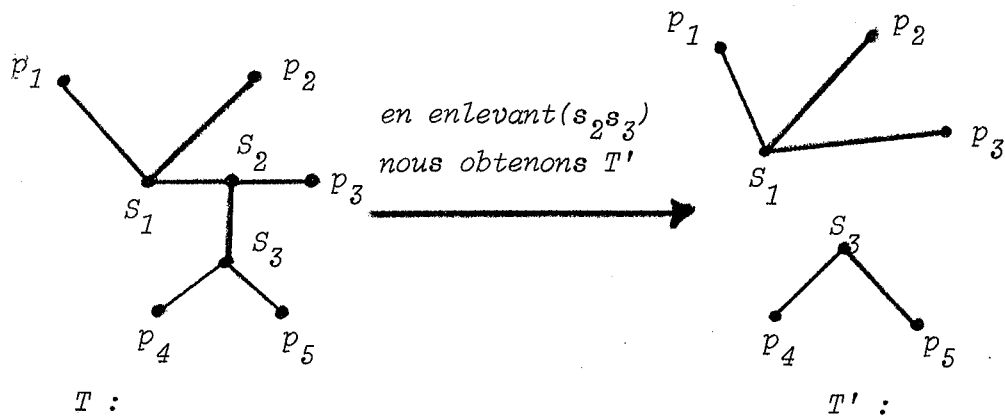 p1
p2
en enlevant(s2s3)
nous obtenons T'
S1
S2
p3
S3
p4
p5
T :
p1
p2
p3
S1
S3
p4
p5
T' :